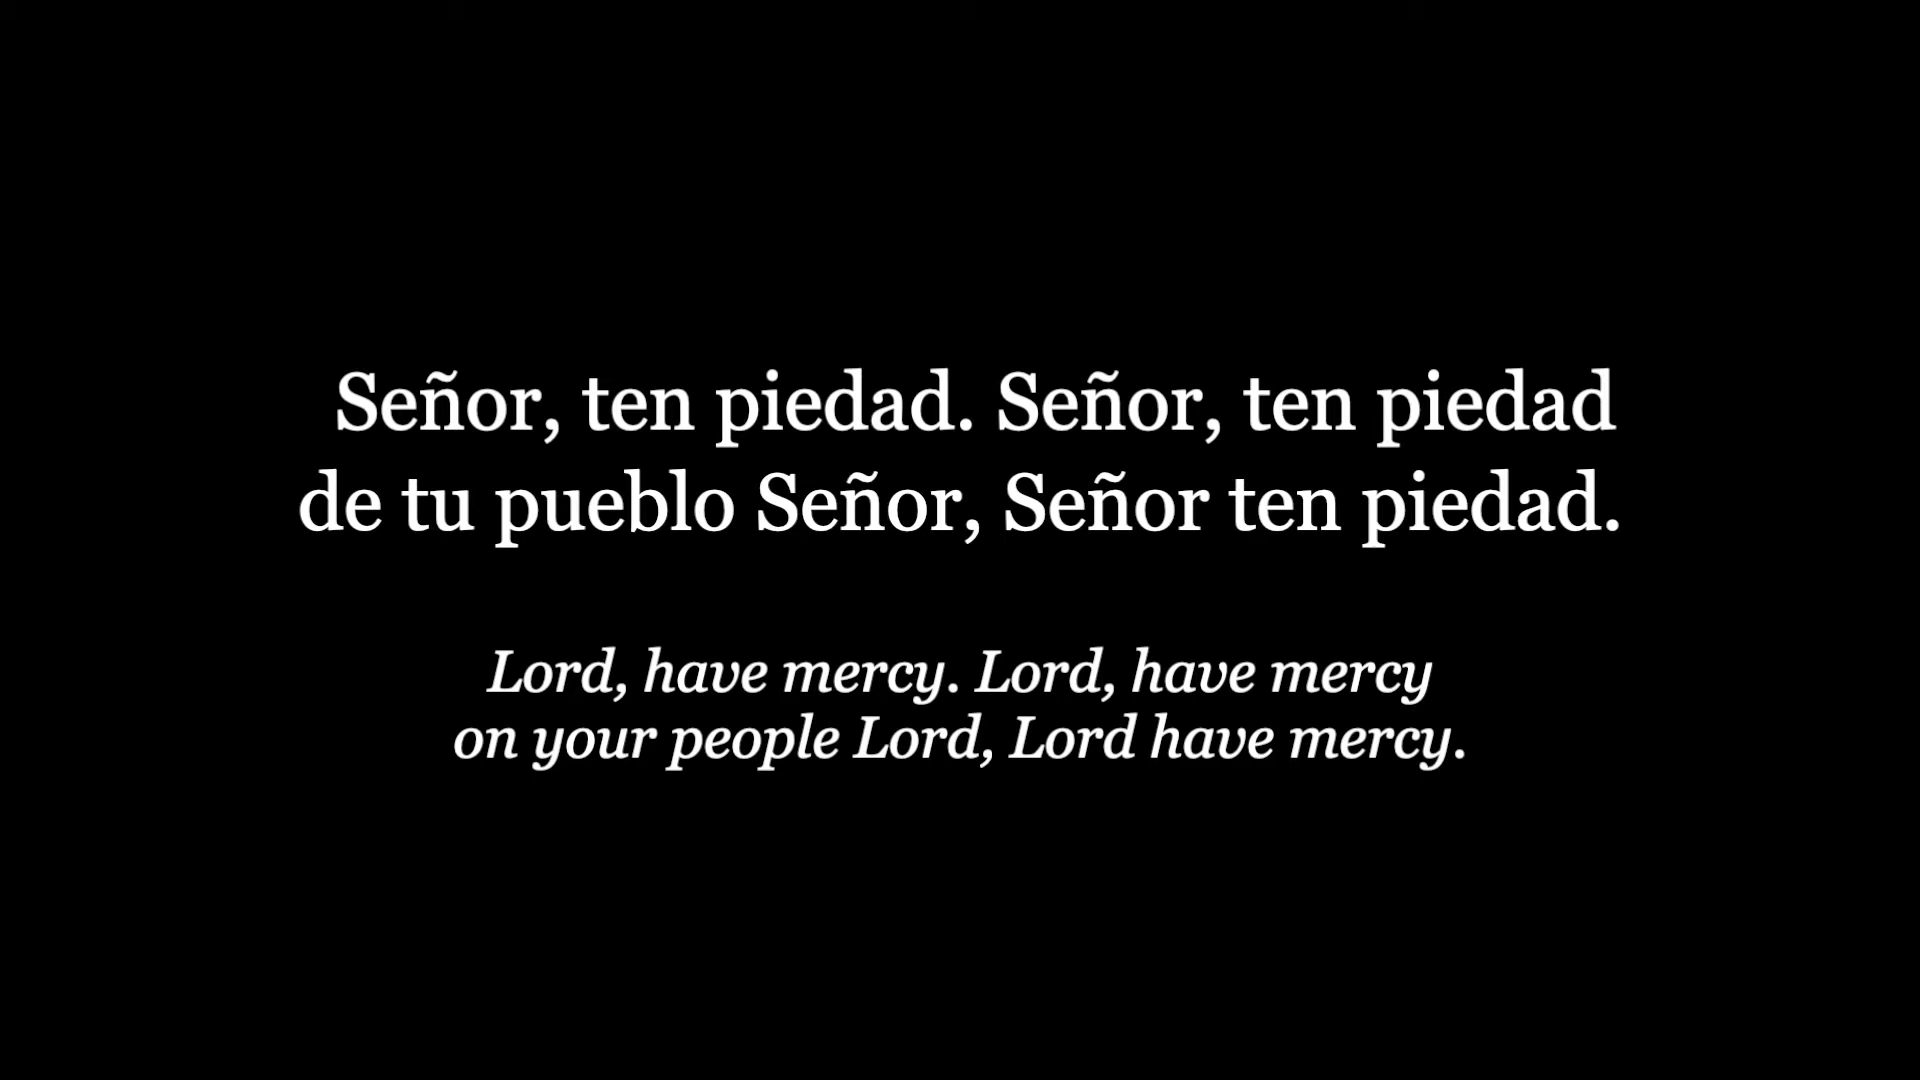 Señor, ten piedad. Señor, ten piedad
de tu pueblo Señor, Señor ten piedad.
Lord, have mercy. Lord, have mercy
on your people Lord, Lord have mercy.